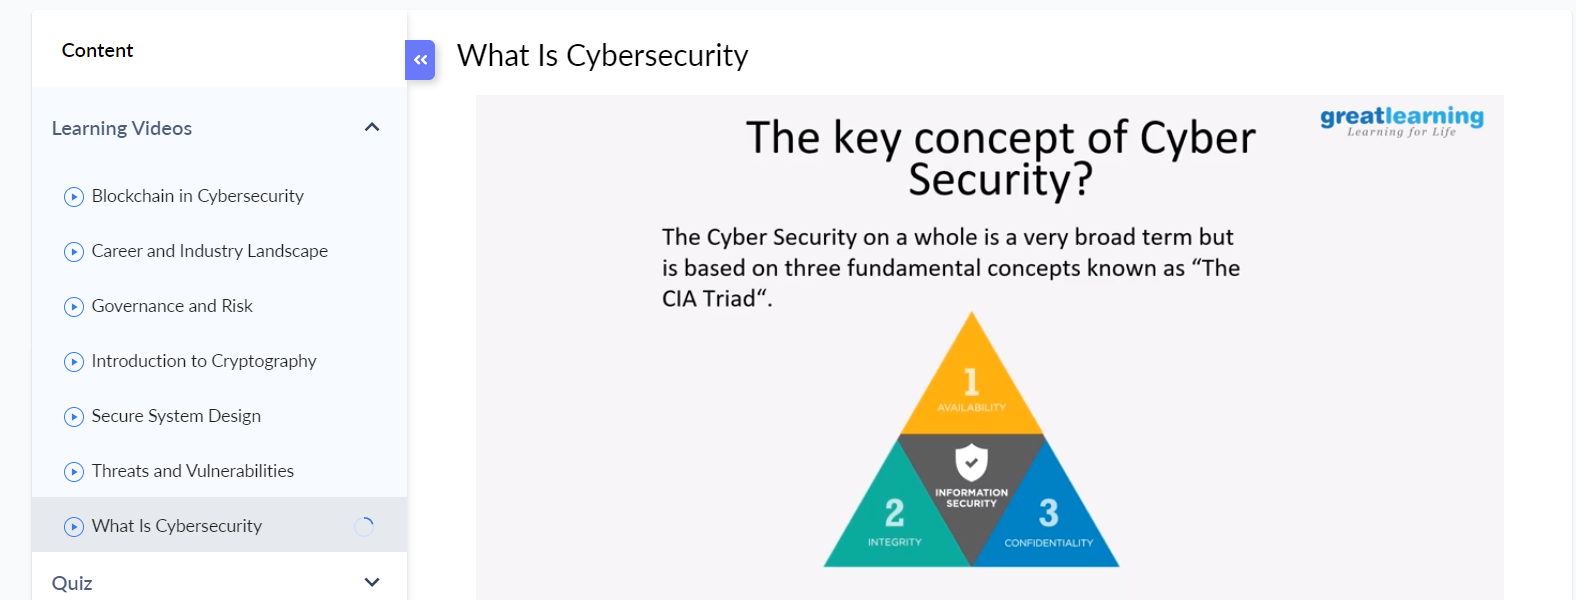 Content
Learning Videos
Blockchain in Cybersecurity
Career and Industry Landscape
Governance and Risk
Introduction to Cryptography
Secure System Design
Threats and Vulnerabilities
What Is Cybersecurity
Quiz
«
What Is Cybersecurity
greatlearning
Learning for Life
The key concept of Cyber
Security?
The Cyber Security on a whole is a very broad term but
is based on three fundamental concepts known as “The
CIA Triad“.
1
AVAILABILITY
INFORMATION
SECURITY
2
INTEGRITY
3
CONFIDENTIALITY